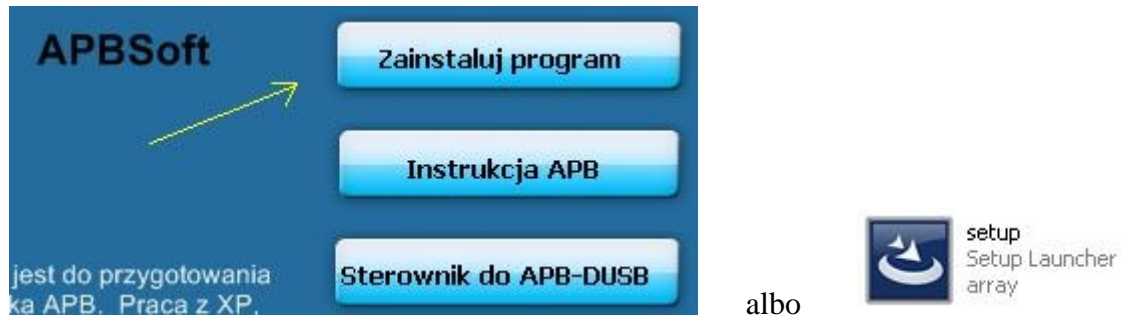 APBSoft
Zainstaluj program
Instrukcja APB
Sterownik do APB-DUSB
jest do przygotowania
ka APB. Praca z XP,
albo
setup
Setup Launcher
array